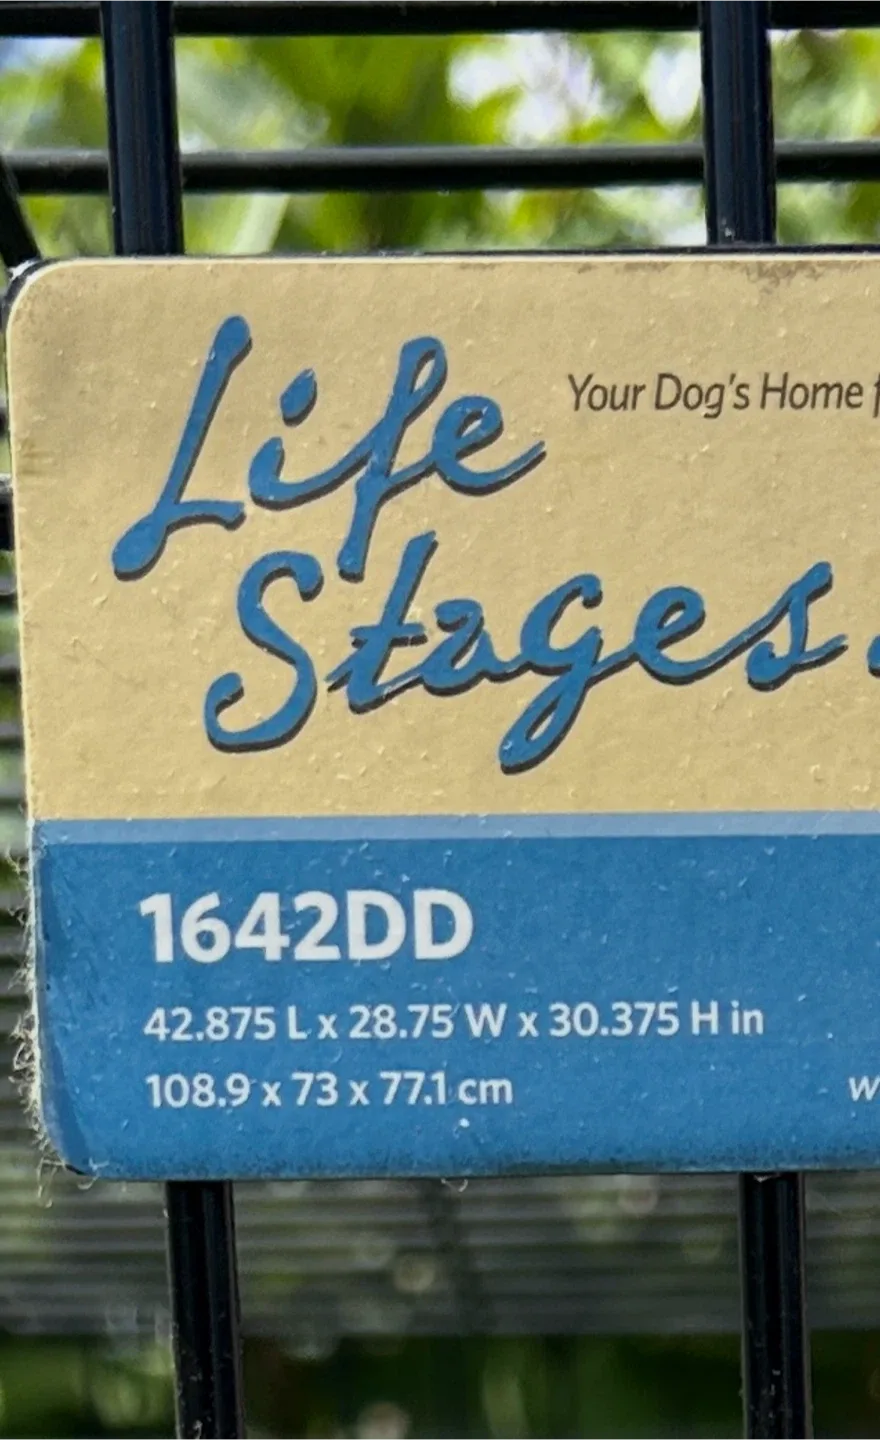 Life
Your Dog's Home
Stages
1642DD
42.875 L x 28.75 W x 30.375 H in
108.9 x 73 x 77.1 cm